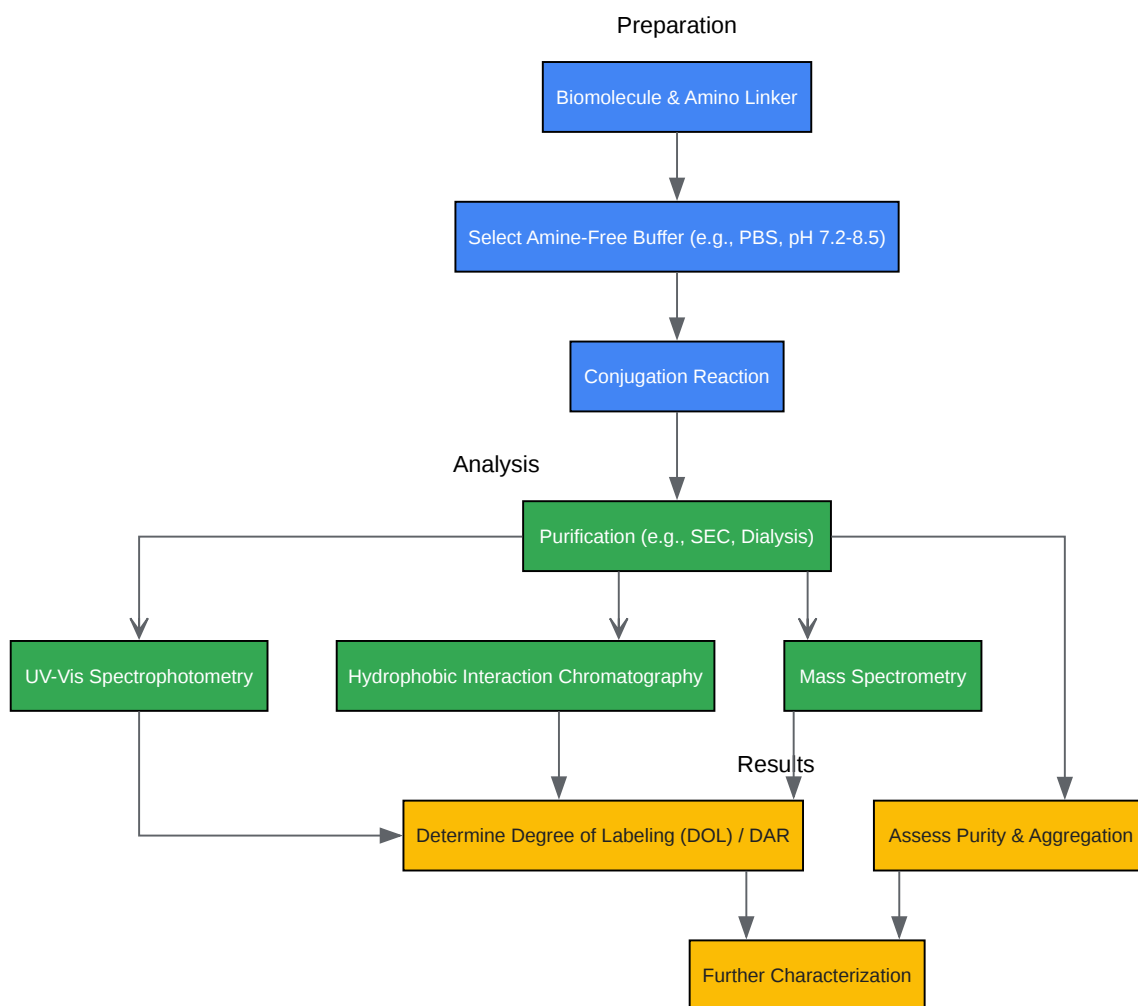 Preparation
Biomolecule & Amino Linker
Select Amine-Free Buffer (e.g., PBS, pH 7.2-8.5)
Conjugation Reaction
Analysis
Purification (e.g., SEC, Dialysis)
UV-Vis Spectrophotometry
Hydrophobic Interaction Chromatography
Mass Spectrometry
Results
Determine Degree of Labeling (DOL) / DAR
Assess Purity & Aggregation
Further Characterization